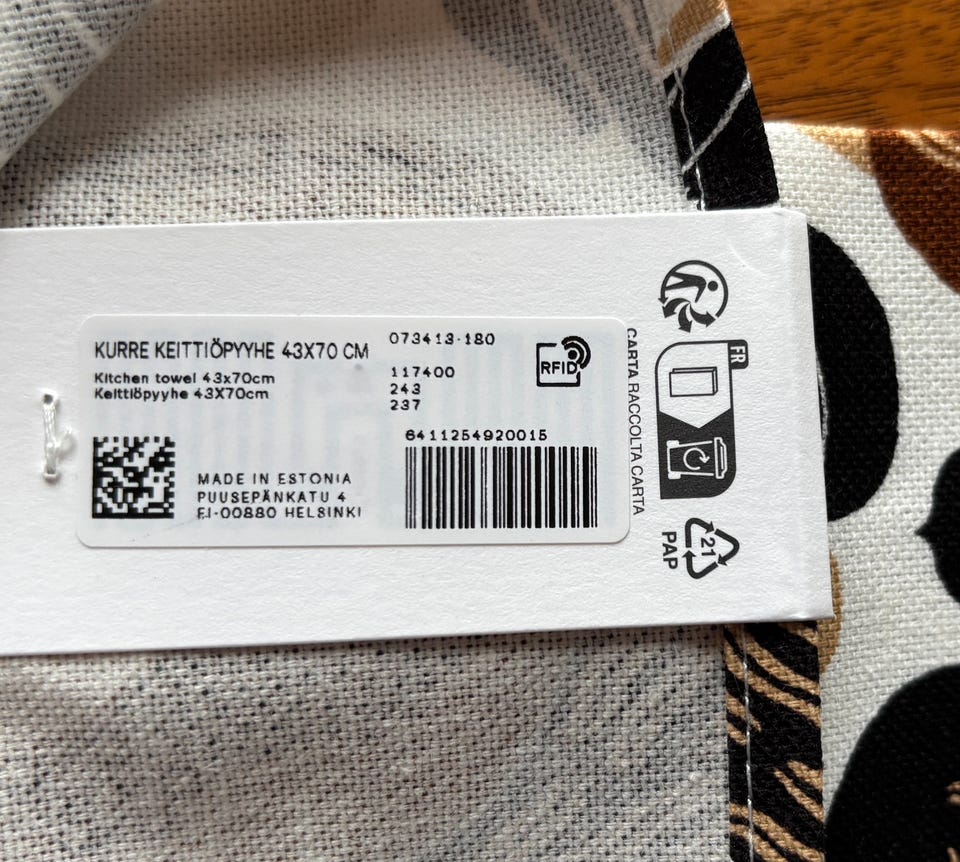 KURRE KEITTIÖPYYHE 43X70 CM
Kitchen towel 43x70cm
Keittiöpyyhe 43X70cm
073413-180
117400
243
237
RFID
6411254920015
MADE IN ESTONIA
PUUSEPÄNKATU 4
FI-00880 HELSINKI
CARTA RACCOLTA CARTA
FR
21
PAP